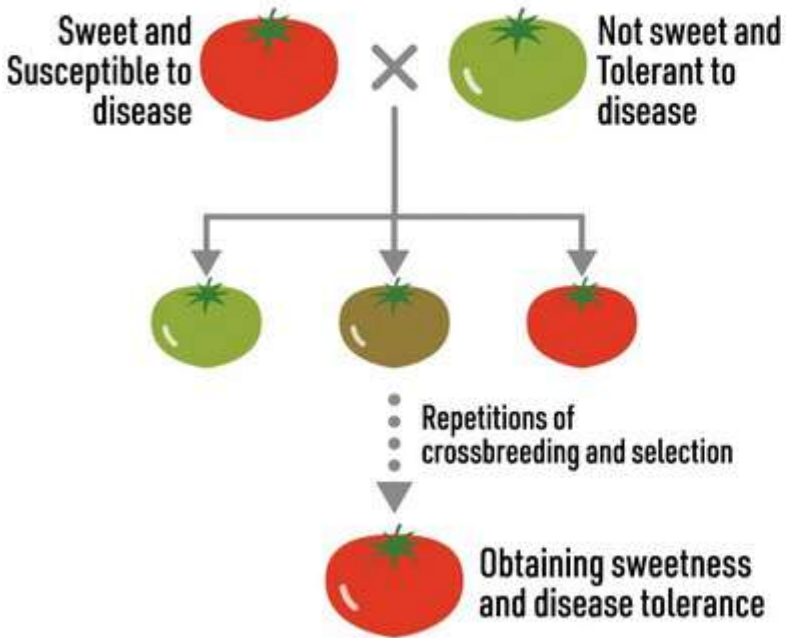 Sweet and
Susceptible to
disease
Not sweet and
Tolerant to
disease
Repetitions of
crossbreeding and selection
Obtaining sweetness
and disease tolerance